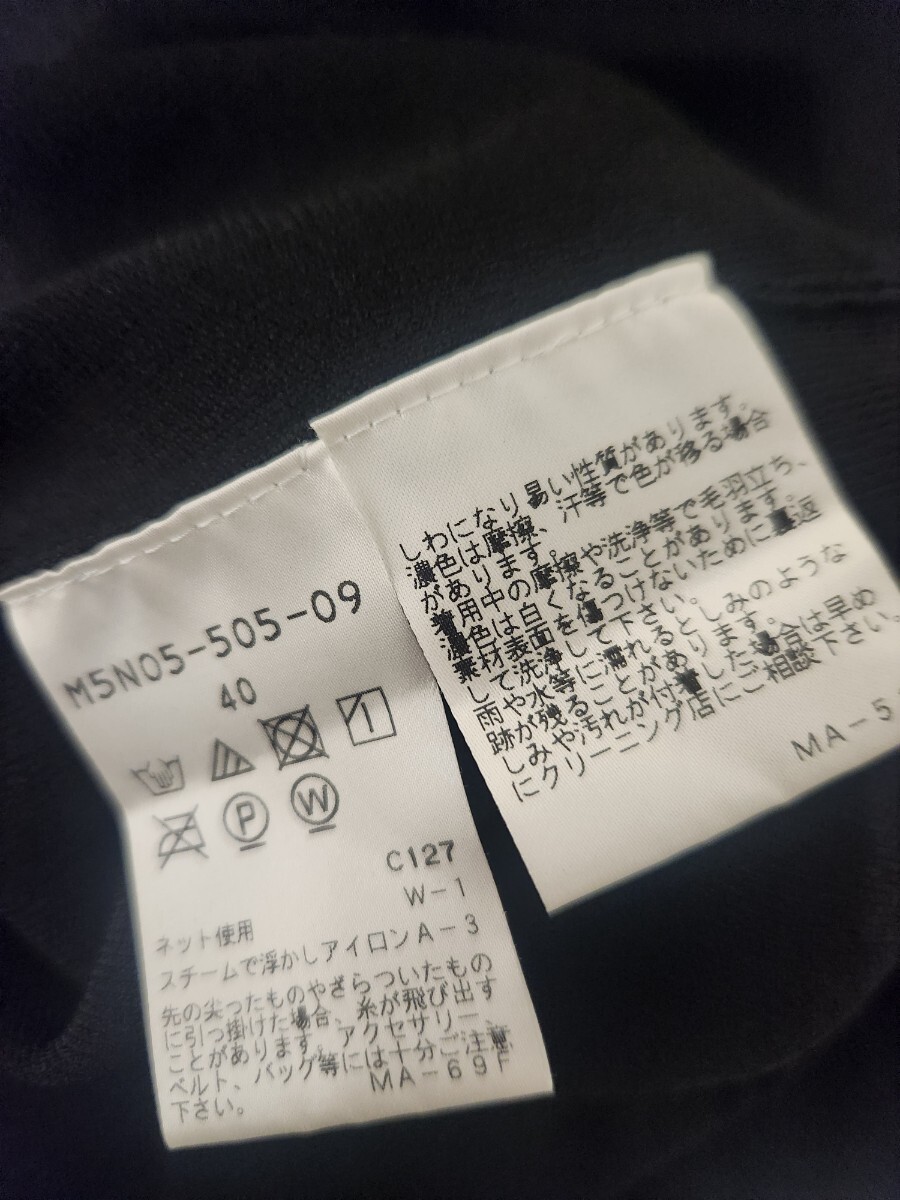 M5N05-505-09
40
P
W
C127
W-1
ネット使用
スチームで浮かしアイロンA-3
先の尖ったものやざらついたもの
に引っ掛けた場合、糸が飛び出す
ことがあります。アクセサリー、
ベルト、バッグ等には十分ご注意
下さい。
MA-69F
しわになり易い性質があります。
濃色は摩擦、汗等で色が移る場合
があります。
着用中の摩擦や洗浄等で毛羽立ち、
濃色は白くなることがあります。
素材表面を傷つけないために裏返
して洗浄して下さい。
雨や水等に濡れるとしみのような
跡が残ることがあります。
しみや汚れが付着した場合は早め
にクリーニング店にご相談下さい。
MA-5